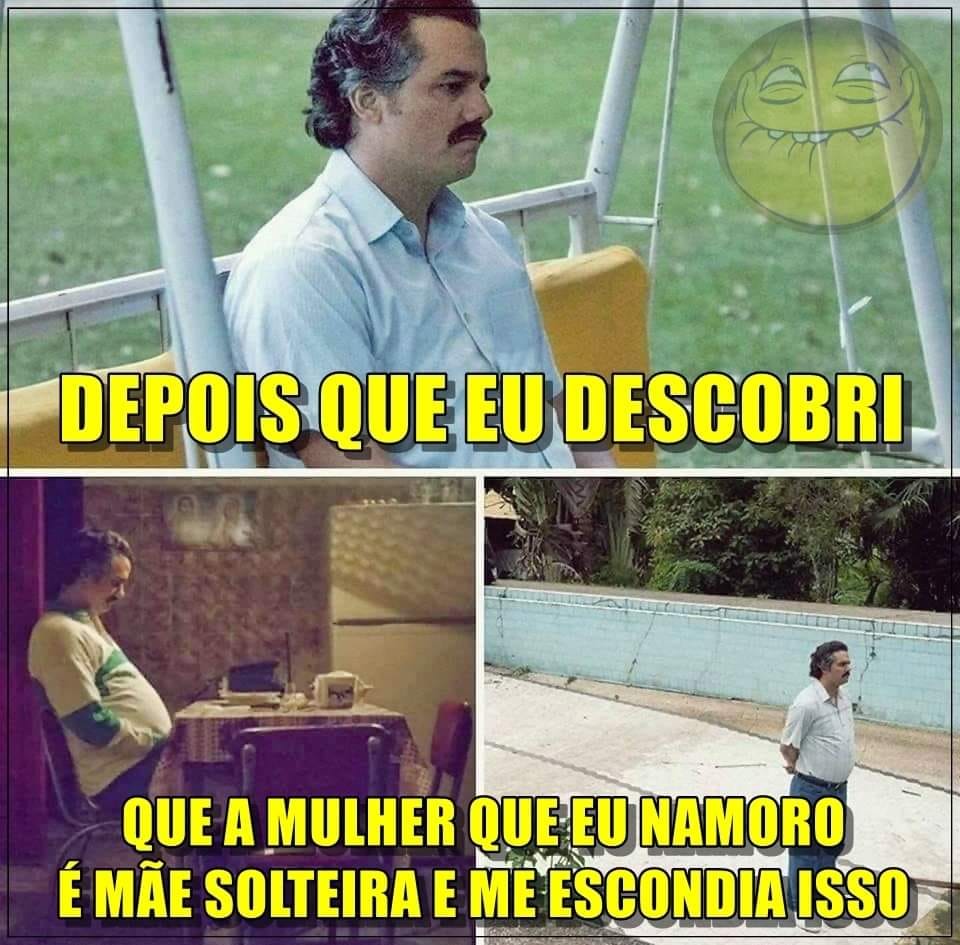 DEPOIS QUE EU DESCOBRI
QUE A MULHER QUE EU NAMORO
É MÃE SOLTEIRA E ME ESCONDIA ISSO